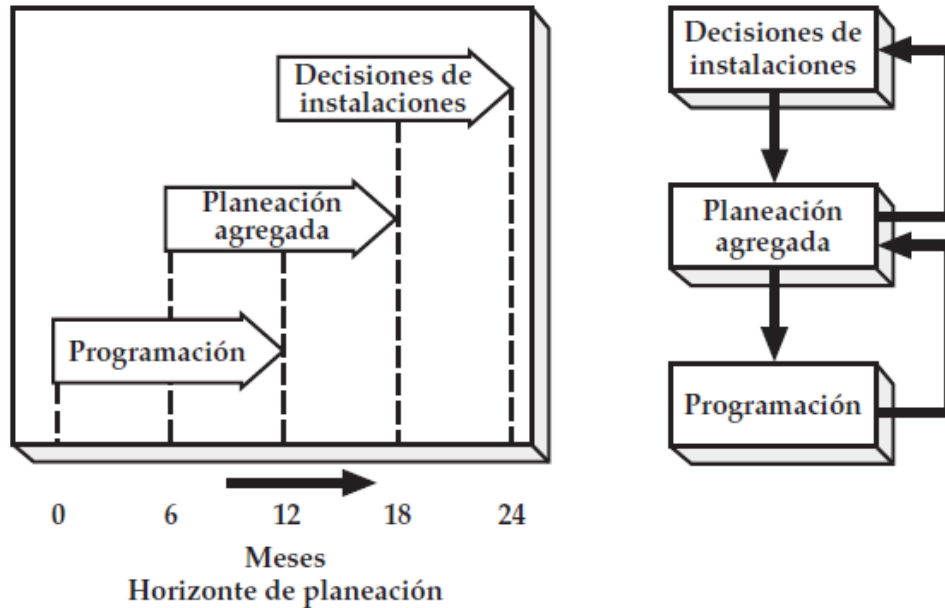 Decisiones de
instalaciones
Planeación
agregada
Programación
0 6 12 18 24
Meses
Horizonte de planeación
Decisiones de
instalaciones
Planeación
agregada
Programación